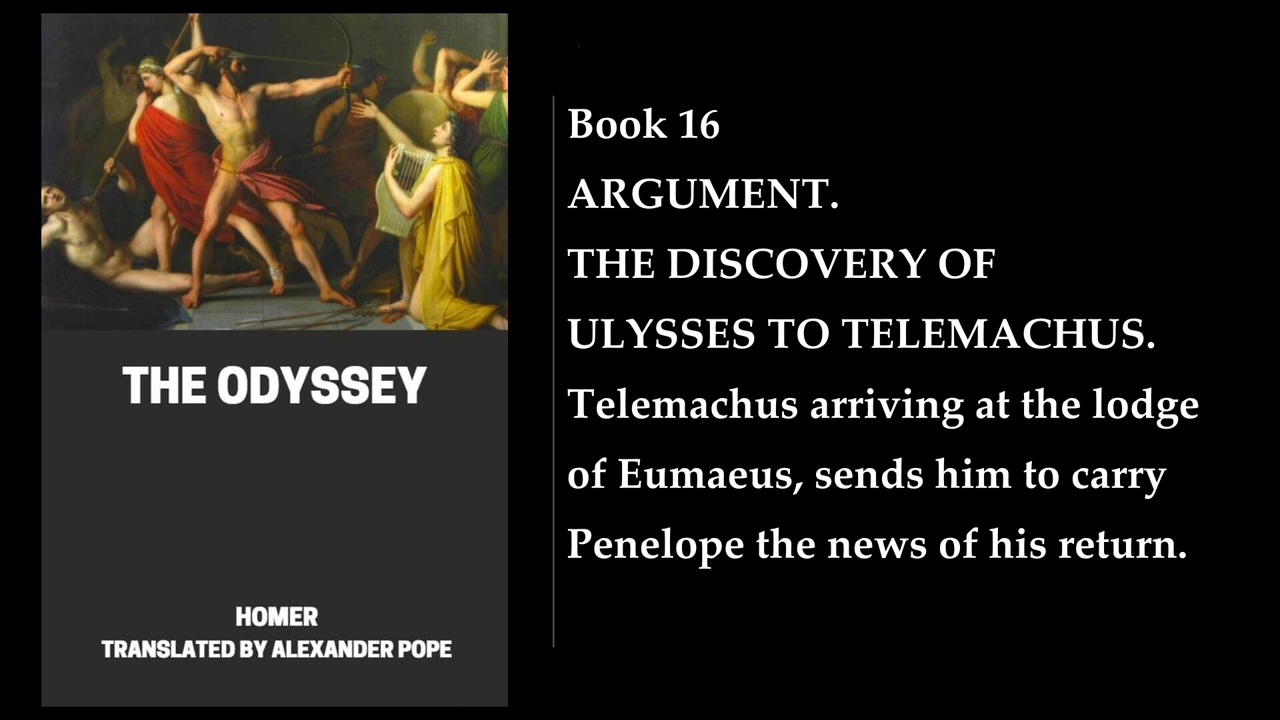 THE ODYSSEY
HOMER
TRANSLATED BY ALEXANDER POPE
Book 16
ARGUMENT.
THE DISCOVERY OF
ULYSSES TO TELEMACHUS.
Telemachus arriving at the lodge
of Eumaeus, sends him to carry
Penelope the news of his return.